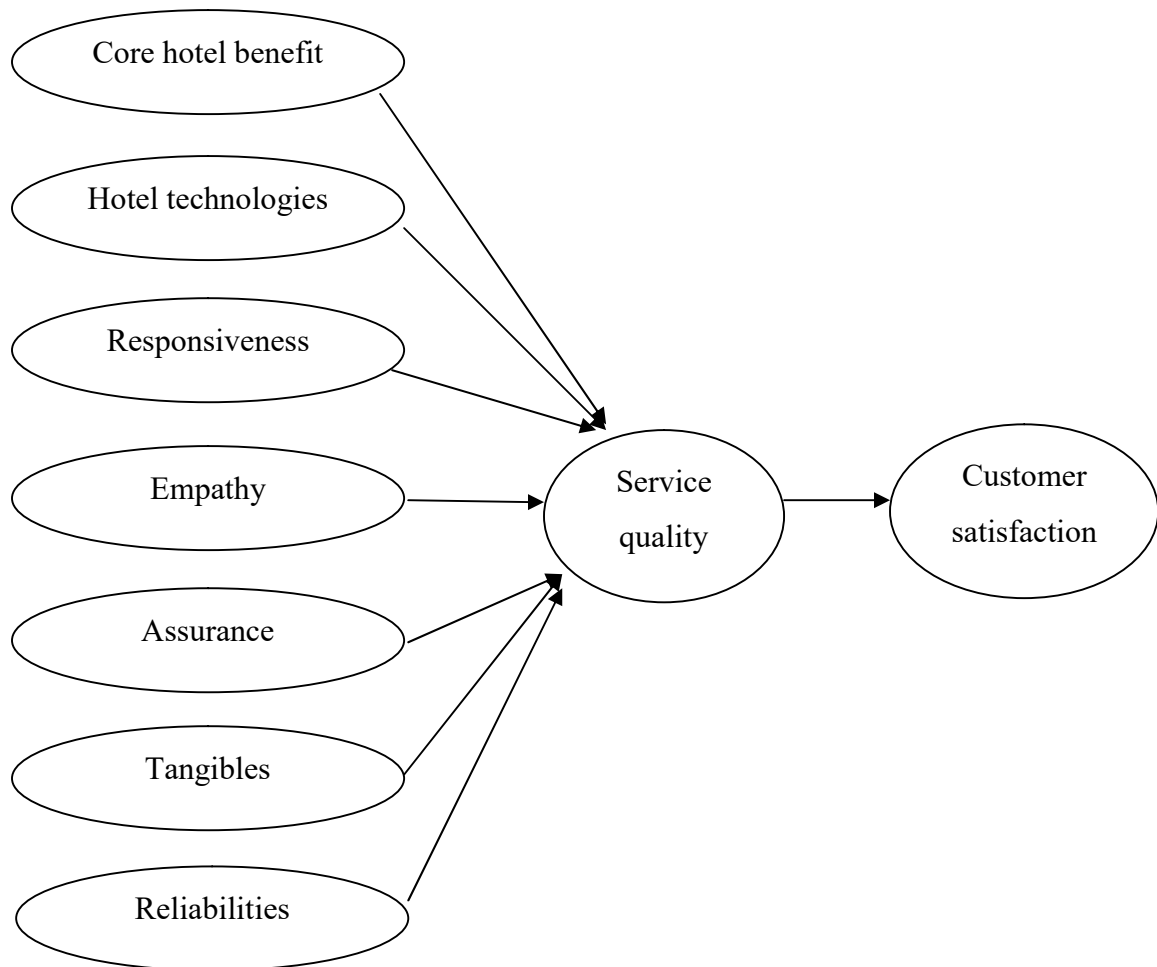 Core hotel benefit
Hotel technologies
Responsiveness
Empathy
Assurance
Tangibles
Reliabilities
Service
quality
Customer
satisfaction